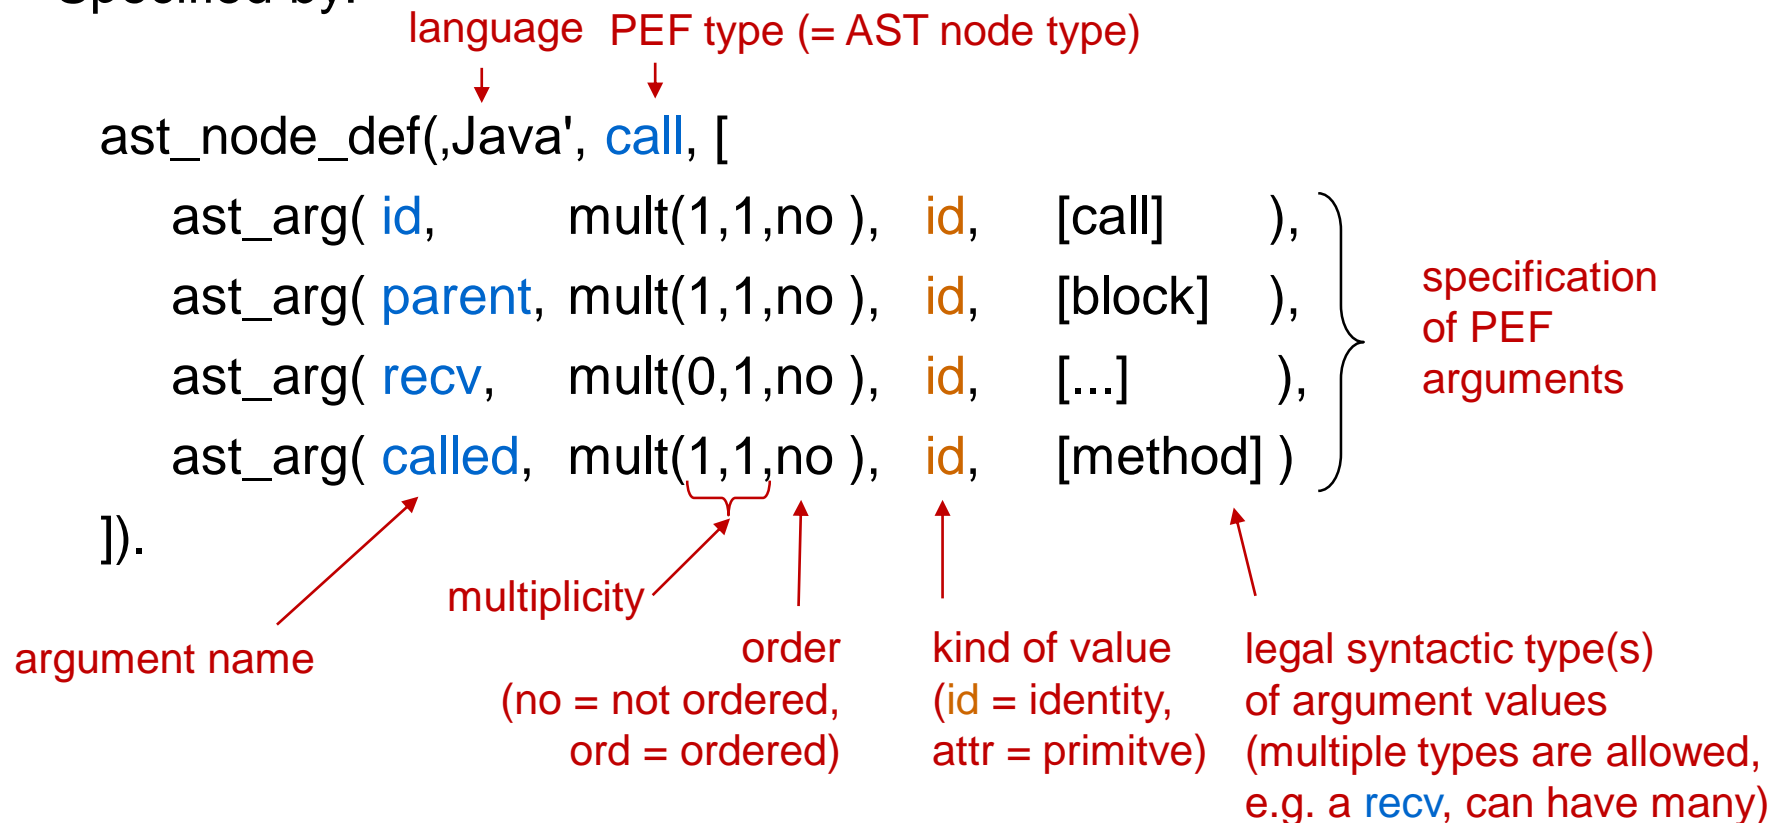 Specified by:
language PEF type (= AST node type)
ast_node_def(‚Java', call, [
ast_arg( id, mult(1,1,no ), id, [call] ),
ast_arg( parent, mult(1,1,no ), id, [block] ),
ast_arg( recv, mult(0,1,no ), id, [...] ),
ast_arg( called, mult(1,1,no ), id, [method] )
]).
specification
of PEF
arguments
multiplicity
argument name
order
(no = not ordered,
ord = ordered)
kind of value
(id = identity,
attr = primitve)
legal syntactic type(s)
of argument values
(multiple types are allowed,
e.g. a recv, can have many)